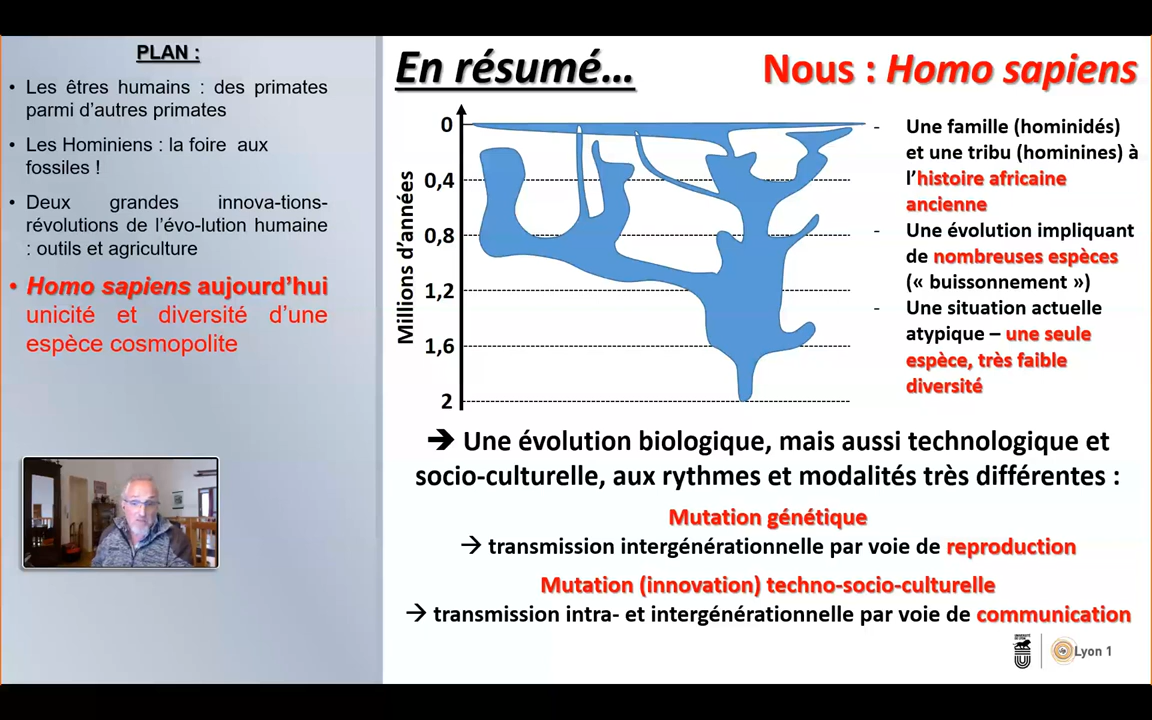 PLAN :
• Les êtres humains : des primates
parmi d'autres primates
• Les Hominiens : la foire aux
fossiles !
• Deux grandes innova-tions-
révolutions de l'évo-lution humaine
: outils et agriculture
• Homo sapiens aujourd'hui
unicité et diversité d'une
espèce cosmopolite
En résumé...
Nous : Homo sapiens
Millions d'années
0
0,4
0,8
1,2
1,6
2
- Une famille (hominidés)
et une tribu (hominines) à
l'histoire africaine
ancienne
- Une évolution impliquant
de nombreuses espèces
(« buissonnement »)
- Une situation actuelle
atypique – une seule
espèce, très faible
diversité
➔ Une évolution biologique, mais aussi technologique et
socio-culturelle, aux rythmes et modalités très différentes :
Mutation génétique
→ transmission intergénérationnelle par voie de reproduction
Mutation (innovation) techno-socio-culturelle
→ transmission intra- et intergénérationnelle par voie de communication
Lyon 1